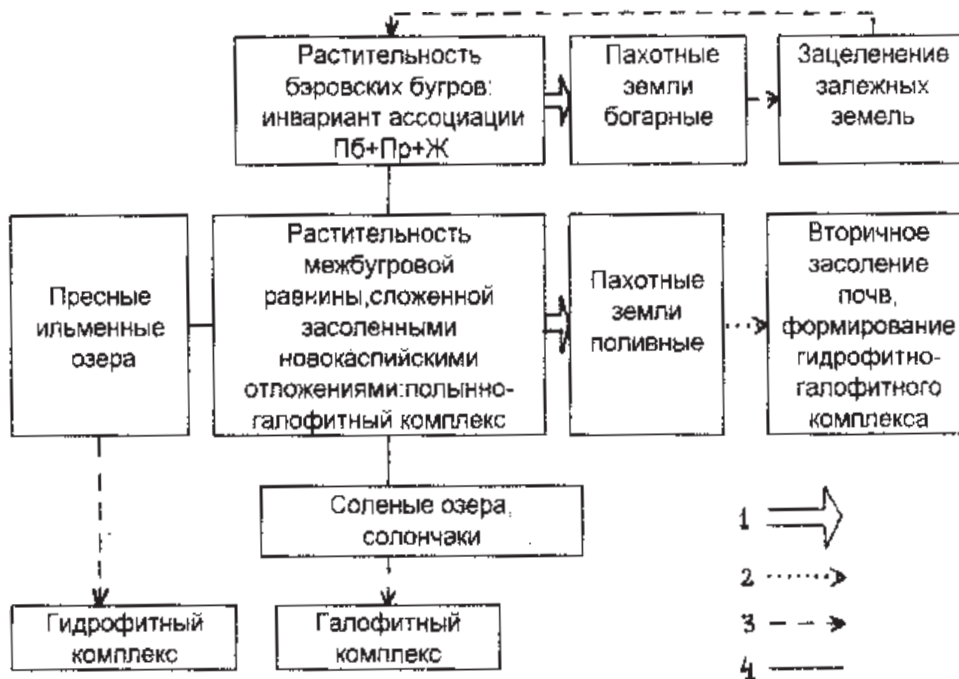 Растительность
бэровских бугров:
инвариант ассоциации
Пб+Пр+Ж
Пахотные
земли
богарные
Зацеленение
залежных
земель
Пресные
ильменные
озера
Растительность
межбугровой
равнины,сложенной
засоленными
новокаспийскими
отложениями:полынно-
галофитный комплекс
Пахотные
земли
поливные
Вторичное
засоление
почв,
формирование
гидрофитно-
галофитного
комплекса
Соленые озера,
солончаки
Гидрофитный
комплекс
Галофитный
комплекс
1
2
3
4